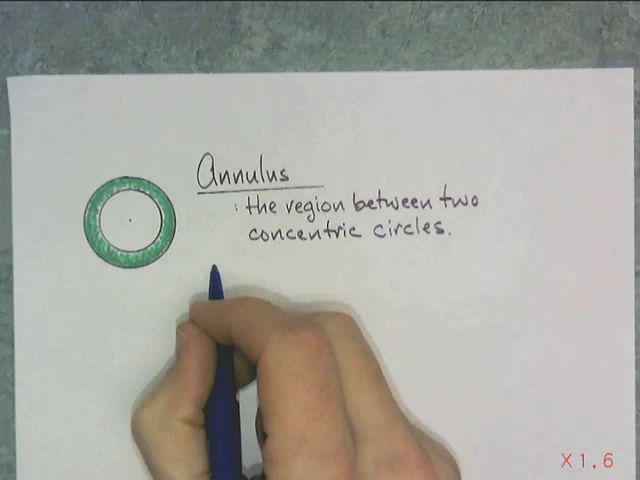 Annulus
: the region between two
concentric circles.
X1.6